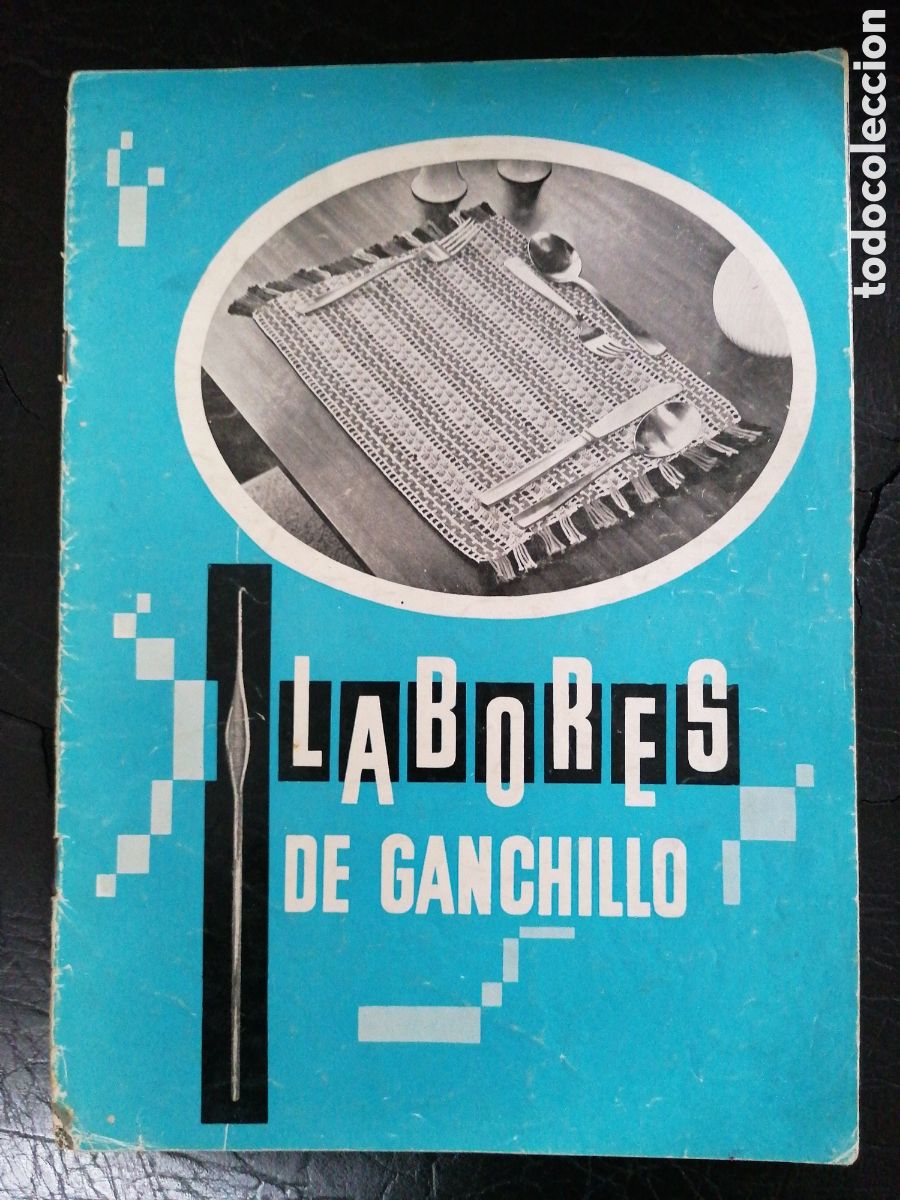 todocoleccion
LABORES
DE GANCHILLO